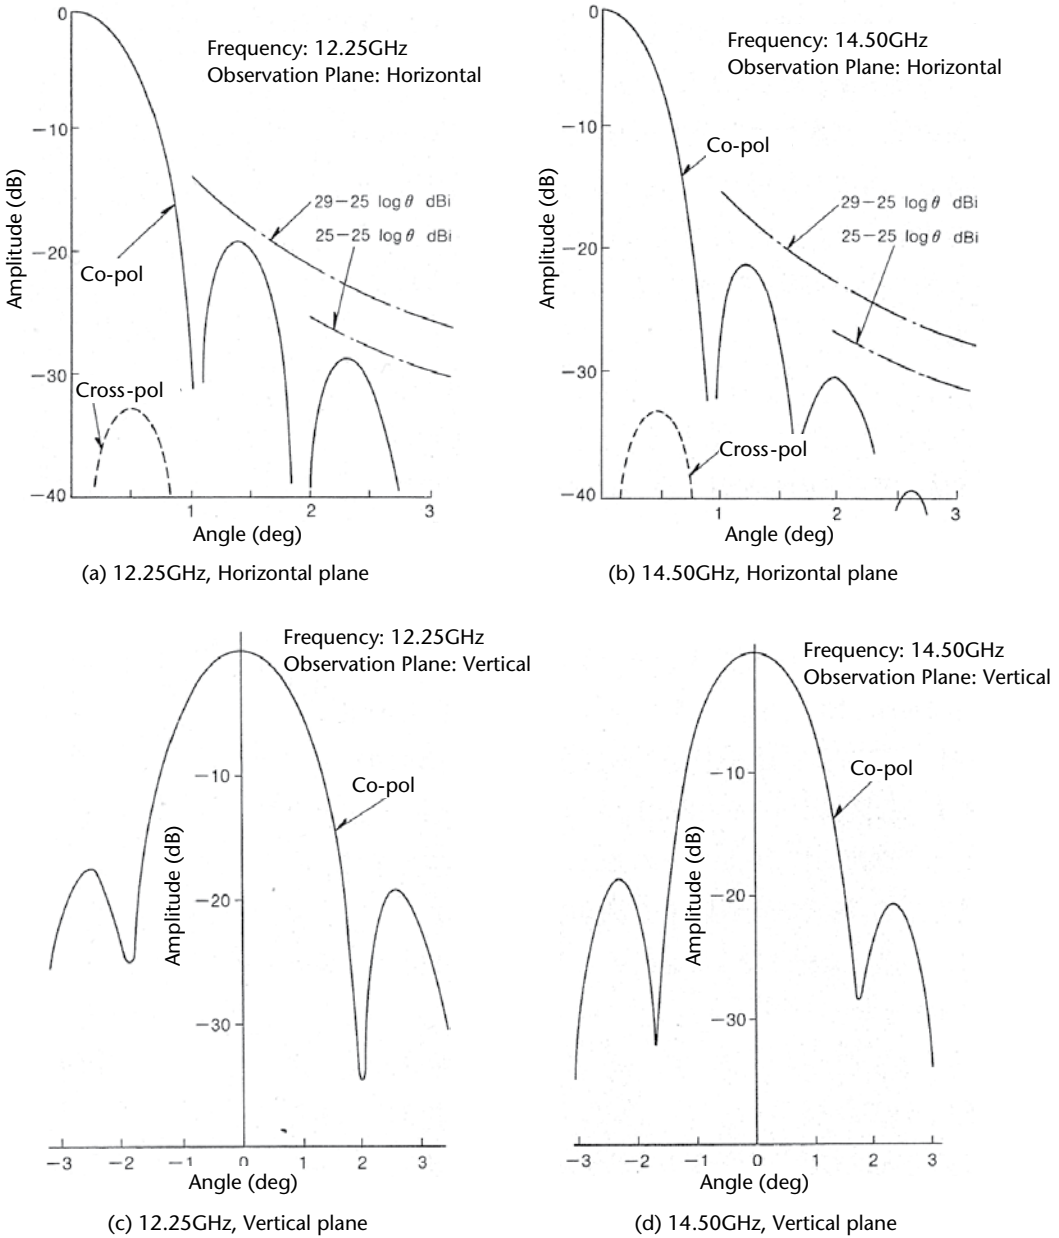 Frequency: 12.25GHz
Observation Plane: Horizontal
0
−10
−20
−30
−40
Amplitude (dB)
29−25 log θ dBi
25−25 log θ dBi
Co-pol
Cross-pol
1 2 3
Angle (deg)
(a) 12.25GHz, Horizontal plane
Frequency: 14.50GHz
Observation Plane: Horizontal
0
−10
−20
−30
−40
Amplitude (dB)
Co-pol
29−25 log θ dBi
25−25 log θ dBi
Cross-pol
1 2 3
Angle (deg)
(b) 14.50GHz, Horizontal plane
Frequency: 12.25GHz
Observation Plane: Vertical
Co-pol
−10
−20
−30
Amplitude (dB)
−3 −2 −1 0 1 2 3
Angle (deg)
(c) 12.25GHz, Vertical plane
Frequency: 14.50GHz
Observation Plane: Vertical
Co-pol
−10
−20
−30
Amplitude (dB)
−3 −2 −1 0 1 2 3
Angle (deg)
(d) 14.50GHz, Vertical plane